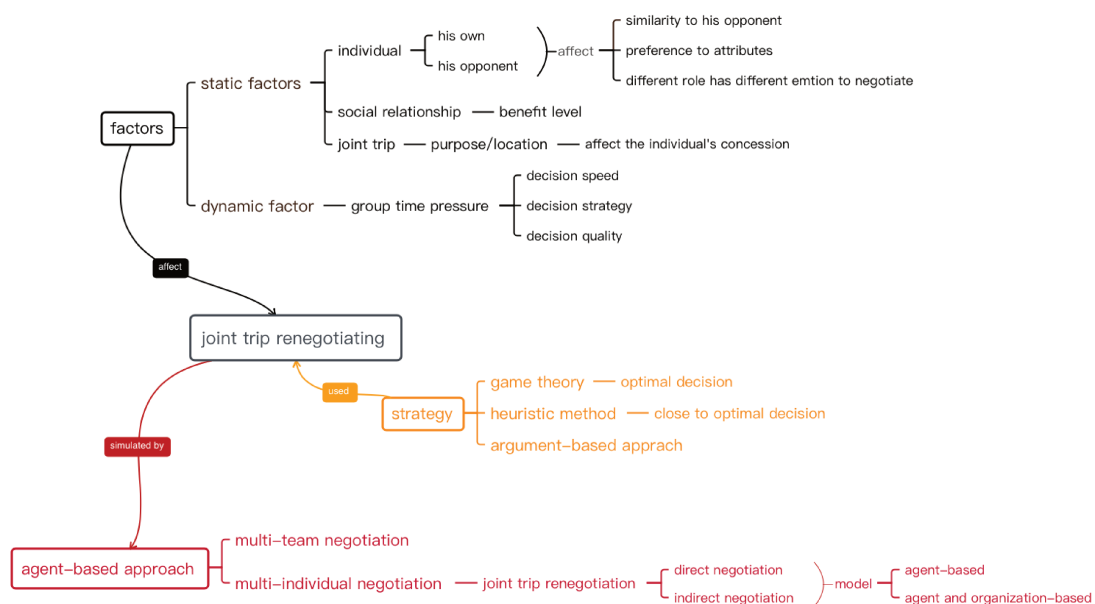 factors
static factors
individual
his own
his opponent
affect
similarity to his opponent
preference to attributes
different role has different emtion to negotiate
social relationship
benefit level
joint trip
purpose/location
affect the individual's concession
dynamic factor
group time pressure
decision speed
decision strategy
decision quality
affect
joint trip renegotiating
used
strategy
game theory
optimal decision
heuristic method
close to optimal decision
argument-based apprach
simulated by
agent-based approach
multi-team negotiation
multi-individual negotiation
joint trip renegotiation
direct negotiation
indirect negotiation
model
agent-based
agent and organization-based